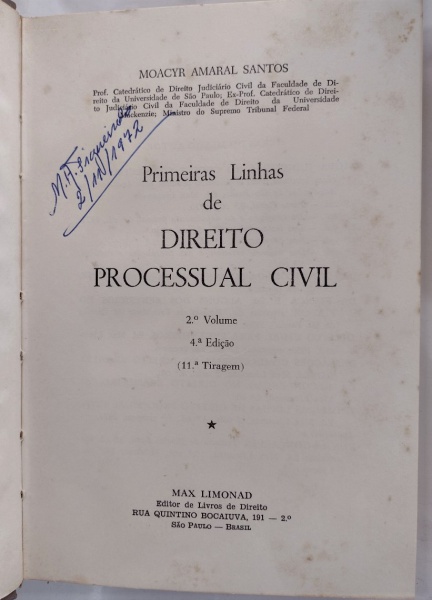 MOACYR AMARAL SANTOS
Prof. Catedrático de Direito Judiciário Civil da Faculdade de Di-
reito da Universidade de São Paulo; Ex-Prof. Catedrático de Direi-
to Judiciário Civil da Faculdade de Direito da Universidade
Mackenzie; Ministro do Supremo Tribunal Federal
M. H. Siqueira
Primeiras Linhas
de
DIREITO
PROCESSUAL CIVIL
2.º Volume
4.ª Edição
(11.ª Tiragem)
★
MAX LIMONAD
Editor de Livros de Direito
RUA QUINTINO BOCAIUVA, 191 — 2.º
SÃO PAULO — BRASIL